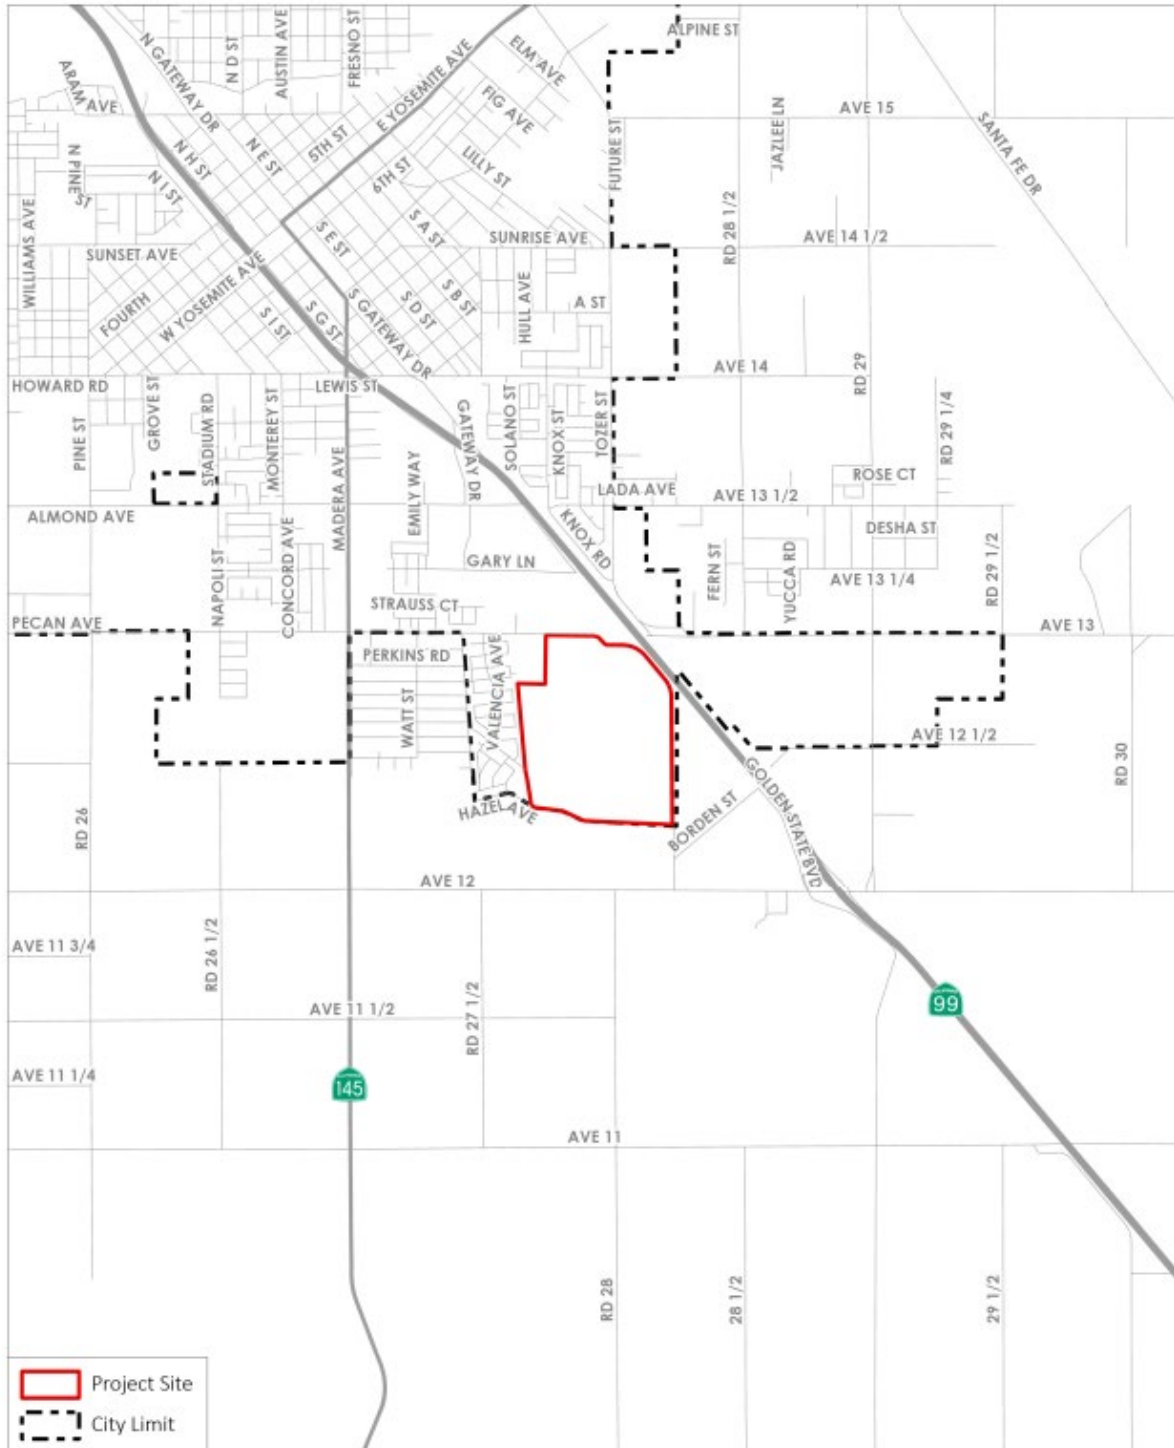 ALPINE ST
N GATEWAY DR
N D ST
AUSTIN AVE
FRESNO ST
ELM AVE
E YOSEMITE AVE
ARAM AVE
FIG AVE
AVE 15
JAZLEE LN
SANTA FE DR
N H ST
N E ST
5TH ST
FUTURE ST
N PINE ST
N I ST
6TH ST
LILLY ST
WILLIAMS AVE
S A ST
S E ST
SUNRISE AVE
RD 28 1/2
AVE 14 1/2
SUNSET AVE
W YOSEMITE AVE
FOURTH
S I ST
S G ST
S GATEWAY DR
S D ST
S B ST
HULL AVE
A ST
HOWARD RD
LEWIS ST
AVE 14
RD 29
PINE ST
GROVE ST
STADIUM RD
MONTEREY ST
MADERA AVE
EMILY WAY
GATEWAY DR
SOLANO ST
KNOX ST
TOZER ST
RD 29 1/4
ROSE CT
LADA AVE
AVE 13 1/2
ALMOND AVE
KNOX RD
DESHA ST
NAPOLI ST
CONCORD AVE
GARY LN
FERN ST
YUCCA RD
AVE 13 1/4
RD 29 1/2
STRAUSS CT
PECAN AVE
AVE 13
PERKINS RD
WATT ST
VALENCIA AVE
AVE 12 1/2
RD 30
HAZEL AVE
BORDEN ST
GOLDEN STATE BLVD
RD 26
AVE 12
AVE 11 3/4
RD 26 1/2
RD 27 1/2
AVE 11 1/2
99
AVE 11 1/4
145
AVE 11
RD 28
28 1/2
29 1/2
Project Site
City Limit